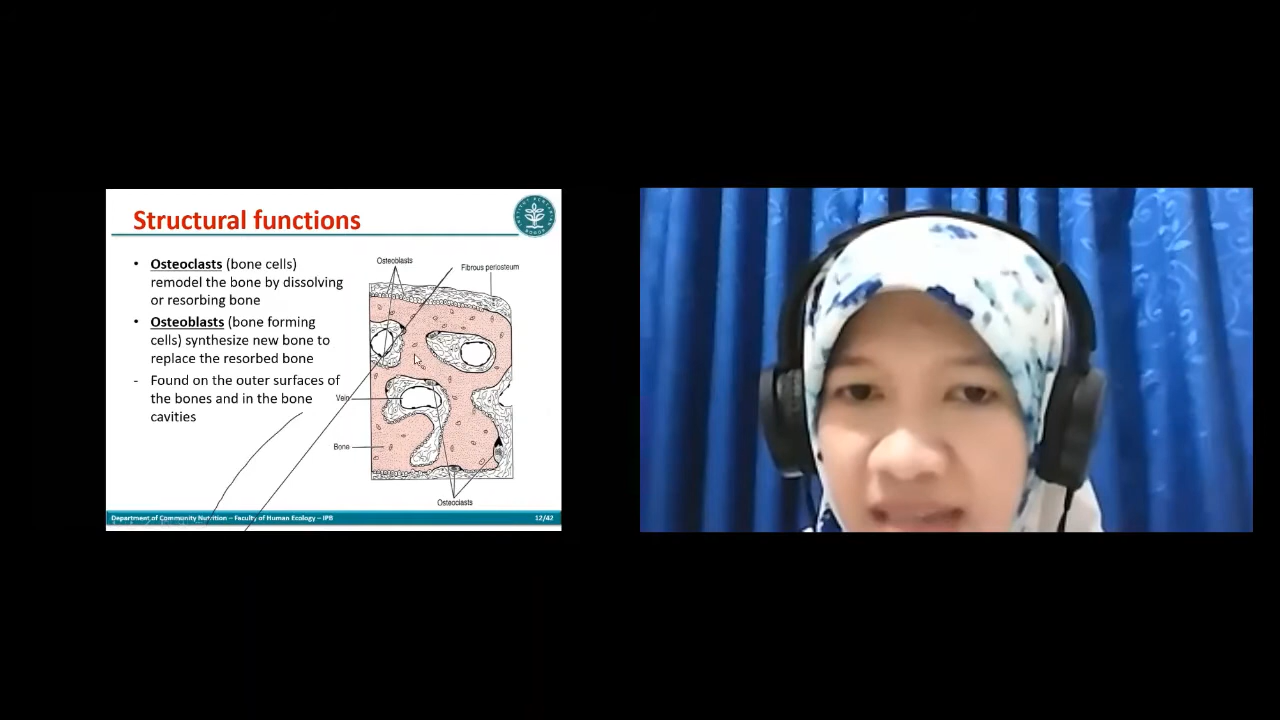 Structural functions
• Osteoclasts (bone cells)
remodel the bone by dissolving
or resorbing bone
• Osteoblasts (bone forming
cells) synthesize new bone to
replace the resorbed bone
- Found on the outer surfaces of
the bones and in the bone
cavities
Osteoblasts
Fibrous periosteum
Vein
Bone
Osteoclasts
Department of Community Nutrition – Faculty of Human Ecology – IPB
12/42